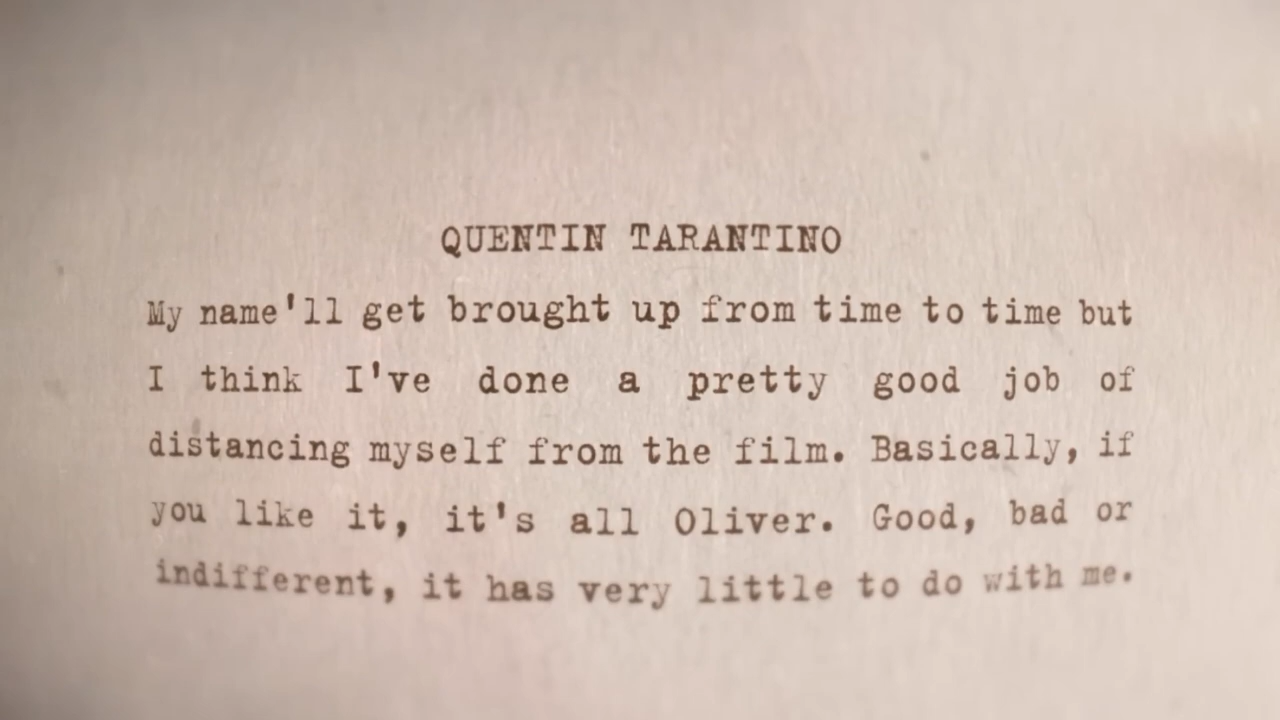 QUENTIN TARANTINO
My name'll get brought up from time to time but
I think I've done a pretty good job of
distancing myself from the film. Basically, if
you like it, it's all Oliver. Good, bad or
indifferent, it has very little to do with me.